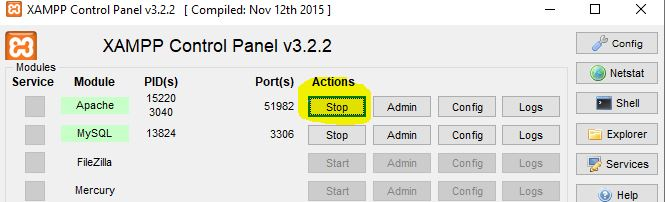 XAMPP Control Panel v3.2.2 [ Compiled: Nov 12th 2015 ]
XAMPP Control Panel v3.2.2
Config
Modules
Service Module PID(s) Port(s) Actions
Netstat
Apache 15220 3040 51982 Stop Admin Config Logs
Shell
MySQL 13824 3306 Stop Admin Config Logs
Explorer
FileZilla Start Admin Config Logs
Services
Mercury Start Admin Config Logs
Help